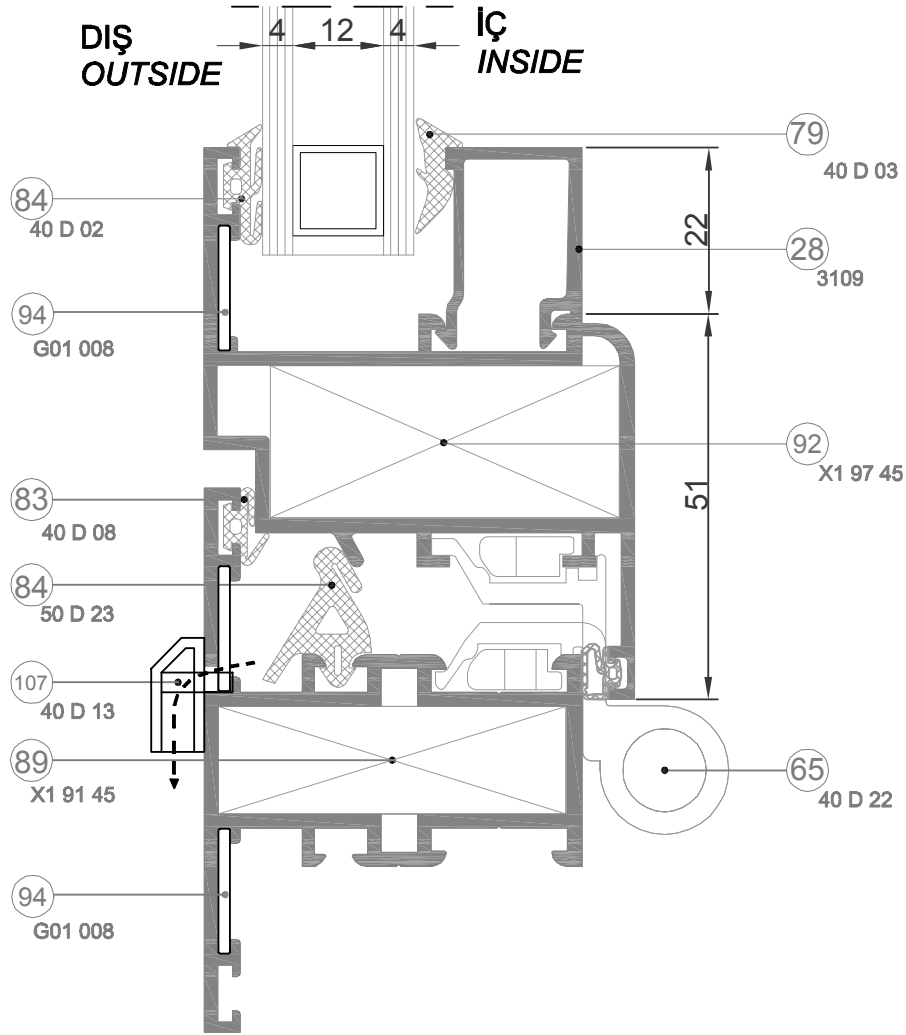 DIŞ
OUTSIDE
4
12
4
İÇ
INSIDE
79
40 D 03
84
40 D 02
22
28
3109
94
G01 008
92
X1 97 45
51
83
40 D 08
84
50 D 23
107
40 D 13
89
X1 91 45
65
40 D 22
94
G01 008